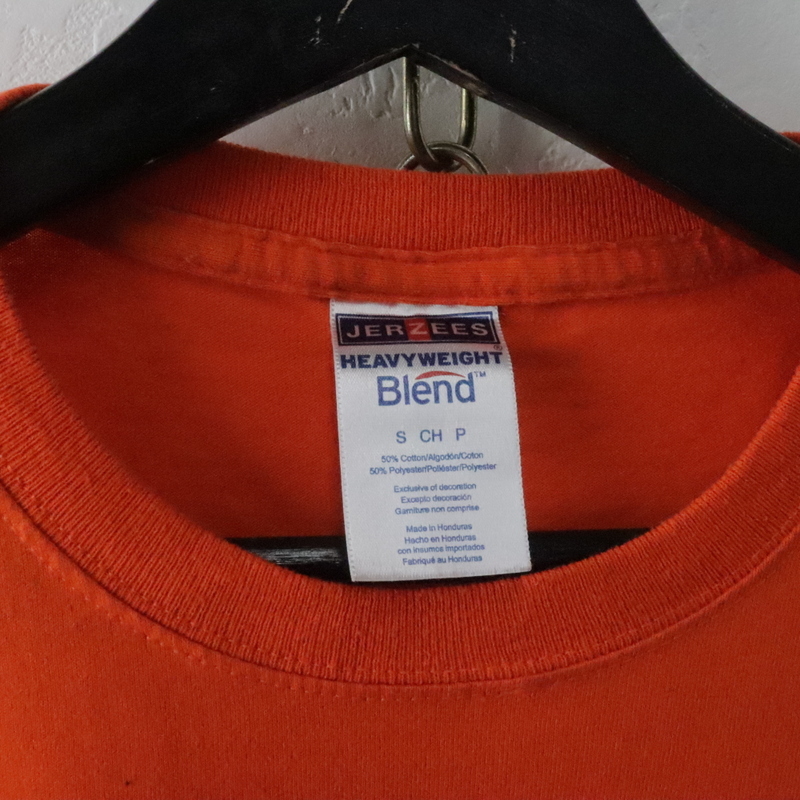 JERZEES
®
HEAVYWEIGHT
Blend™
S CH P
50% Cotton/Algodón/Coton
50% Polyester/Poliéster/Polyester
Exclusive of decoration
Excepto decoración
Garniture non comprise
Made in Honduras
Hecho en Honduras
con insumos importados
Fabriqué au Honduras